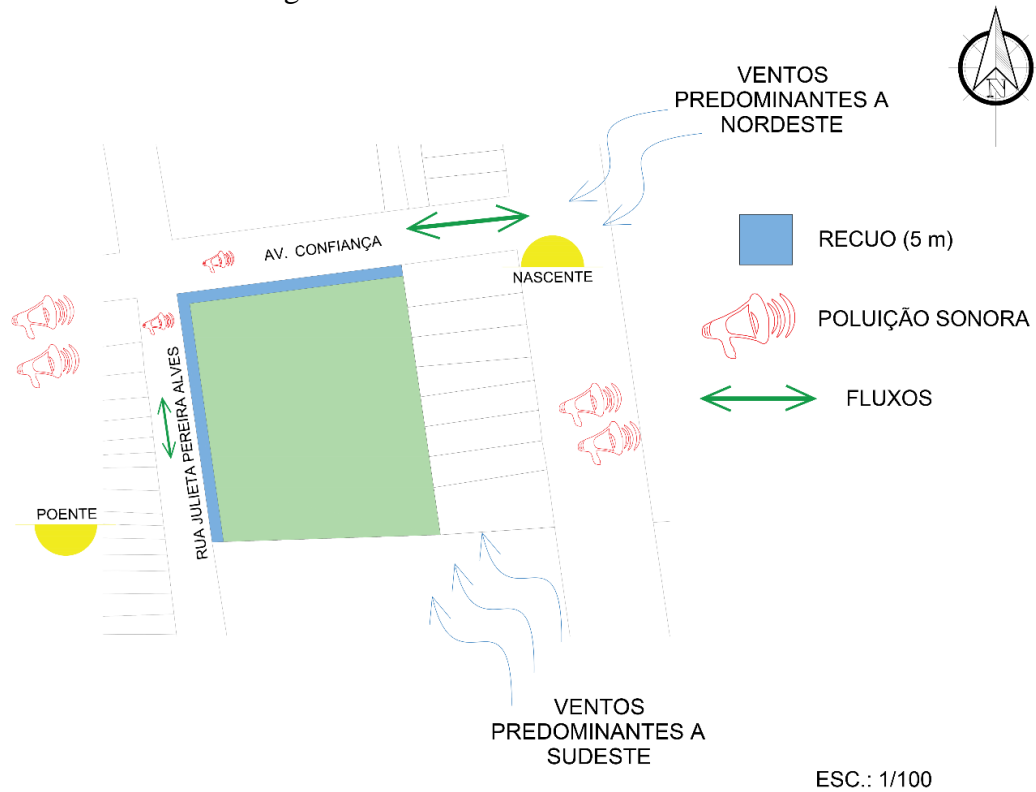 VENTOS
PREDOMINANTES A
NORDESTE
N
RECUO (5 m)
AV. CONFIANÇA
NASCENTE
POLUIÇÃO SONORA
RUA JULIETA PEREIRA ALVES
FLUXOS
POENTE
VENTOS
PREDOMINANTES A
SUDESTE
ESC.: 1/100